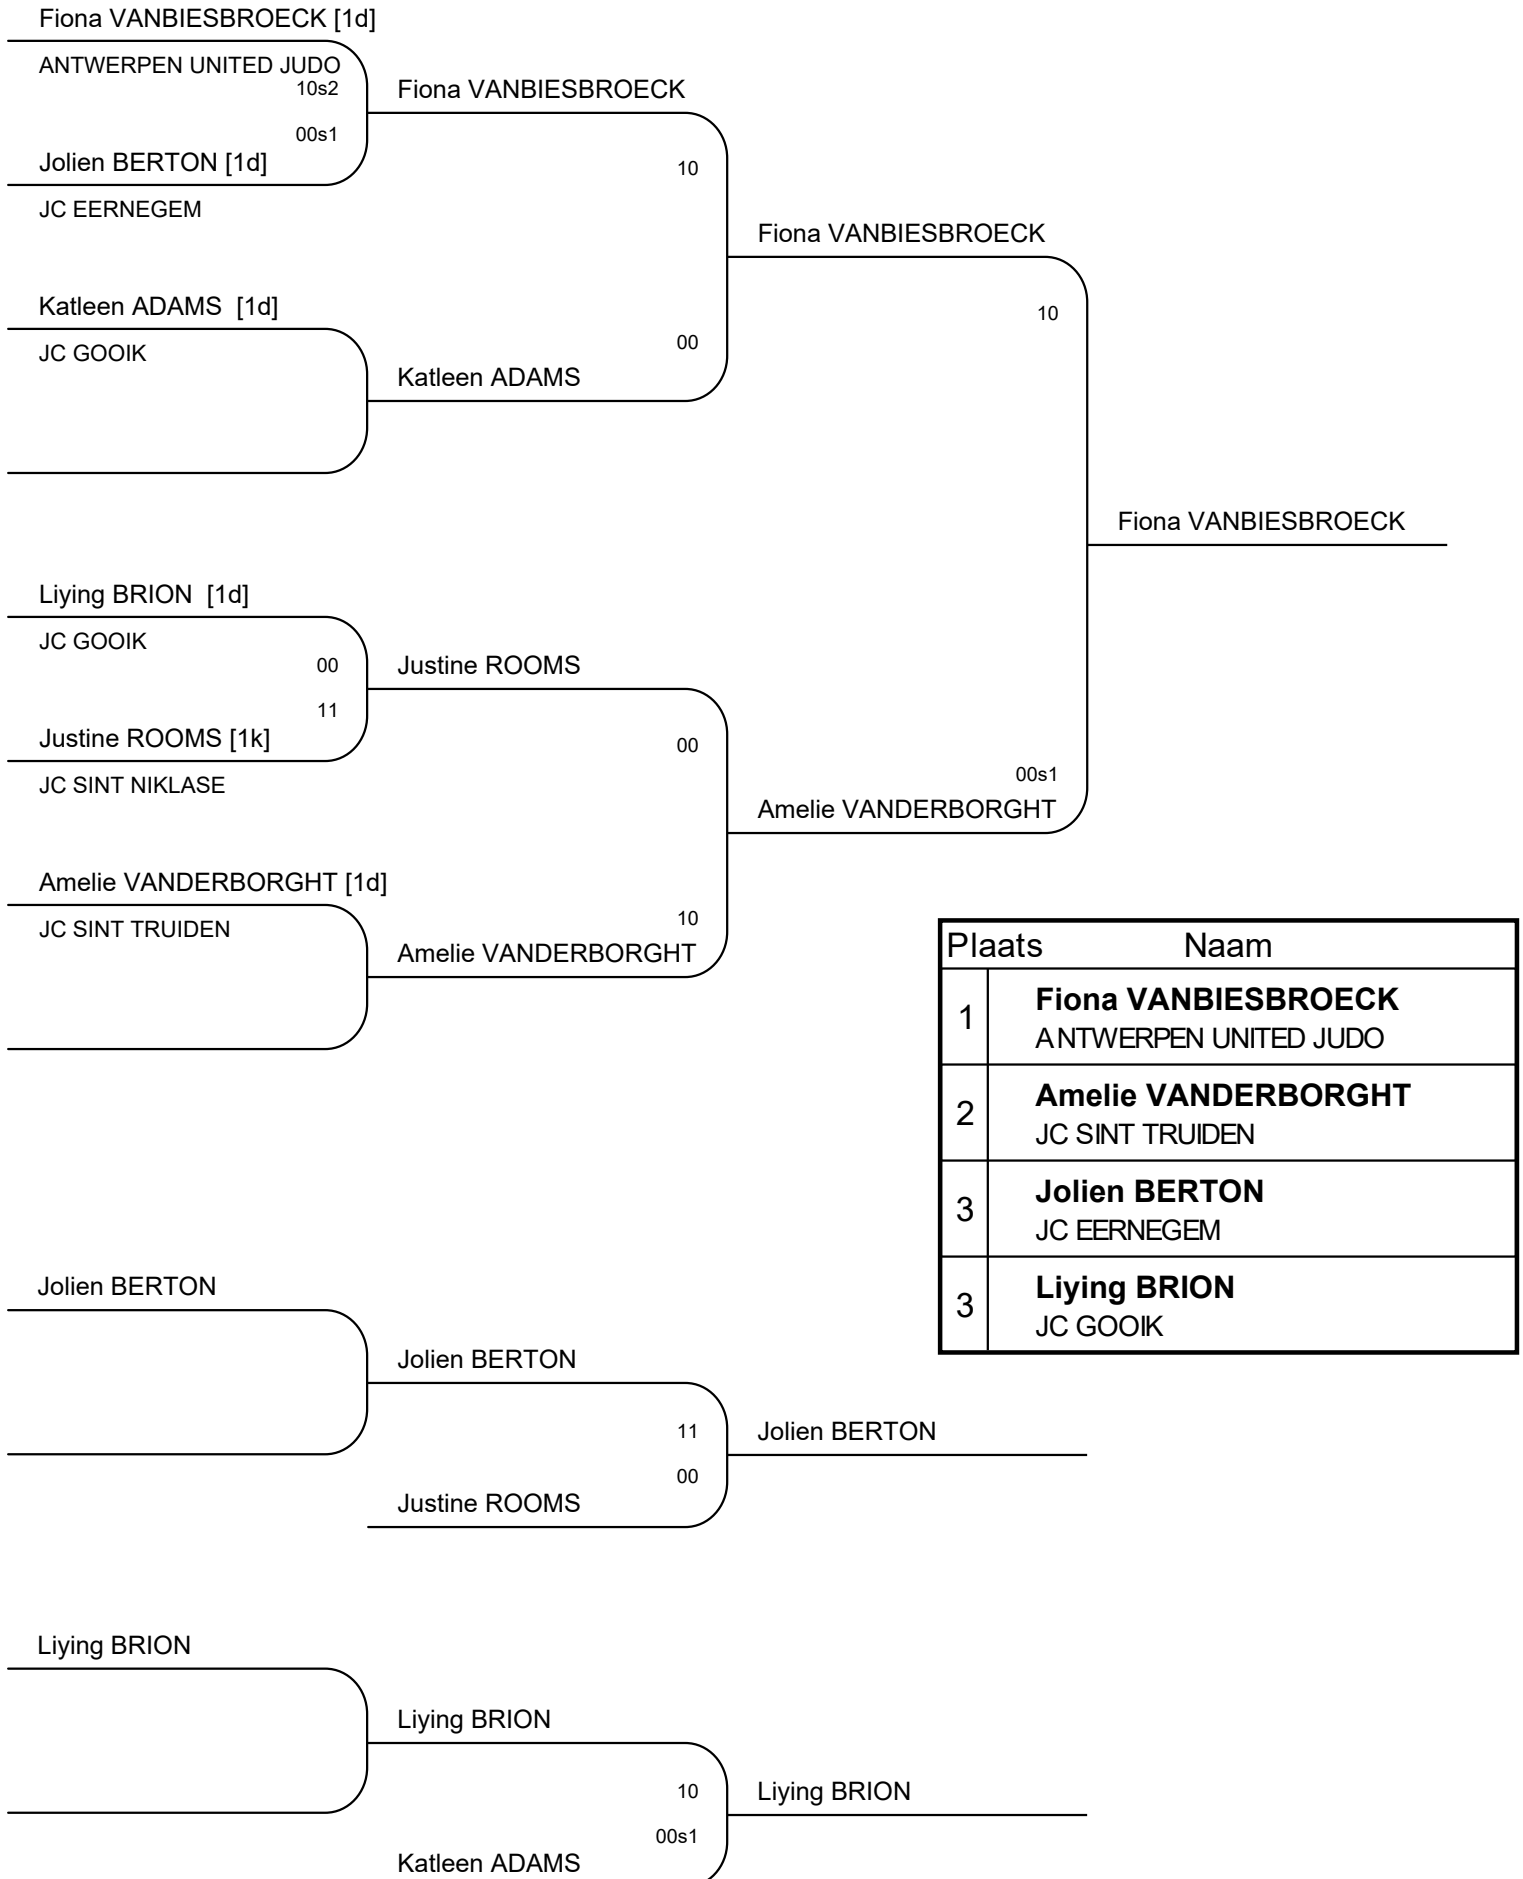 Fiona VANBIESBROECK [1d]
ANTWERPEN UNITED JUDO
10s2
00s1
Jolien BERTON [1d]
JC EERNEGEM
Fiona VANBIESBROECK
10
00
Katleen ADAMS [1d]
JC GOOIK
Katleen ADAMS
Fiona VANBIESBROECK
10
Fiona VANBIESBROECK
Liying BRION [1d]
JC GOOIK
00
11
Justine ROOMS [1k]
JC SINT NIKLASE
Justine ROOMS
00
00s1
Amelie VANDERBORGHT
Amelie VANDERBORGHT [1d]
JC SINT TRUIDEN
10
Amelie VANDERBORGHT
Plaats Naam
1 Fiona VANBIESBROECK
ANTWERPEN UNITED JUDO
2 Amelie VANDERBORGHT
JC SINT TRUIDEN
3 Jolien BERTON
JC EERNEGEM
3 Liying BRION
JC GOOIK
Jolien BERTON
Jolien BERTON
11
00
Justine ROOMS
Jolien BERTON
Liying BRION
Liying BRION
10
00s1
Katleen ADAMS
Liying BRION